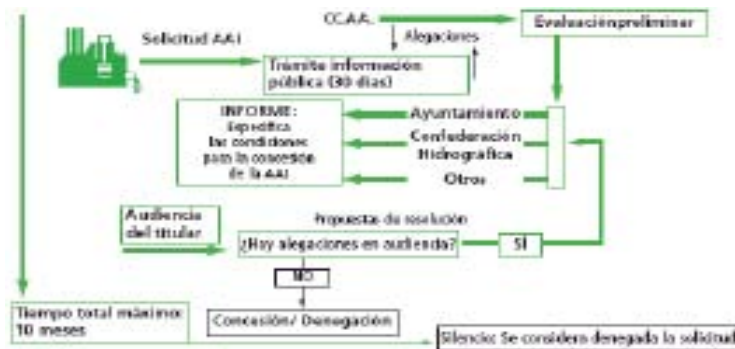 CC.AA.
Evaluación preliminar
Solicitud AAI
Alegaciones
Trámite información
pública (30 días)
INFORME:
Especifica
las condiciones
para la concesión
de la AAI
Ayuntamiento
Confederación
Hidrográfica
Otros
Audiencia
del titular
Propuestas de resolución
¿Hay alegaciones en audiencia?
SÍ
NO
Tiempo total máximo:
10 meses
Concesión/ Denegación
Silencio: Se considera denegada la solicitud